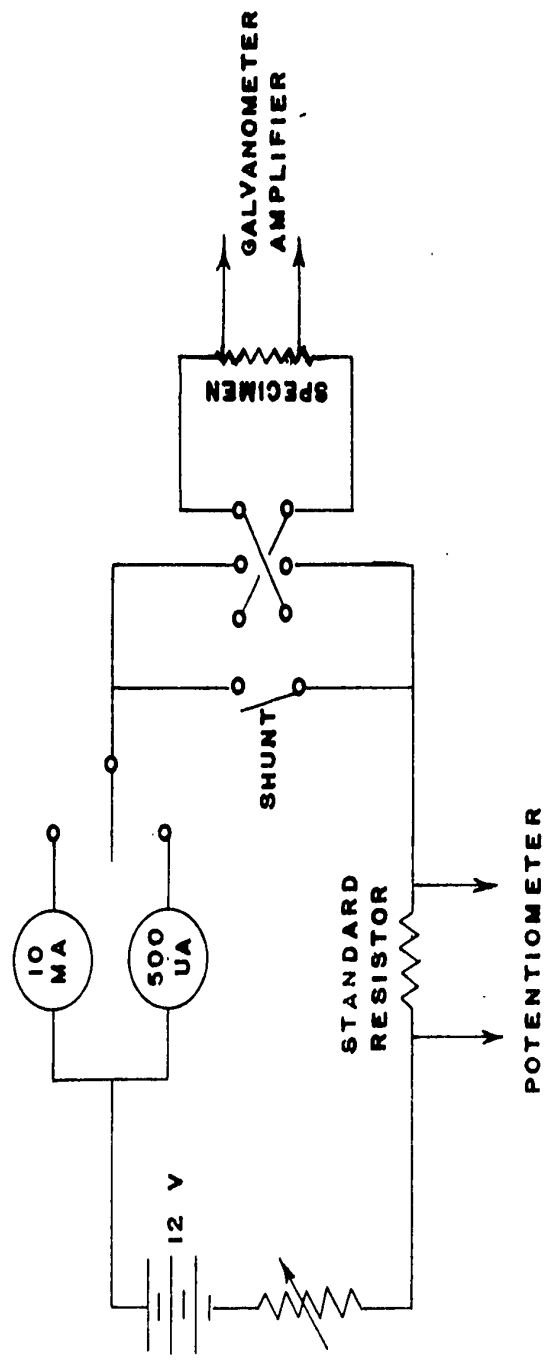 12 V
10
MA
500
UA
SHUNT
SPECIMEN
GALVANOMETER
AMPLIFIER
STANDARD
RESISTOR
POTENTIOMETER